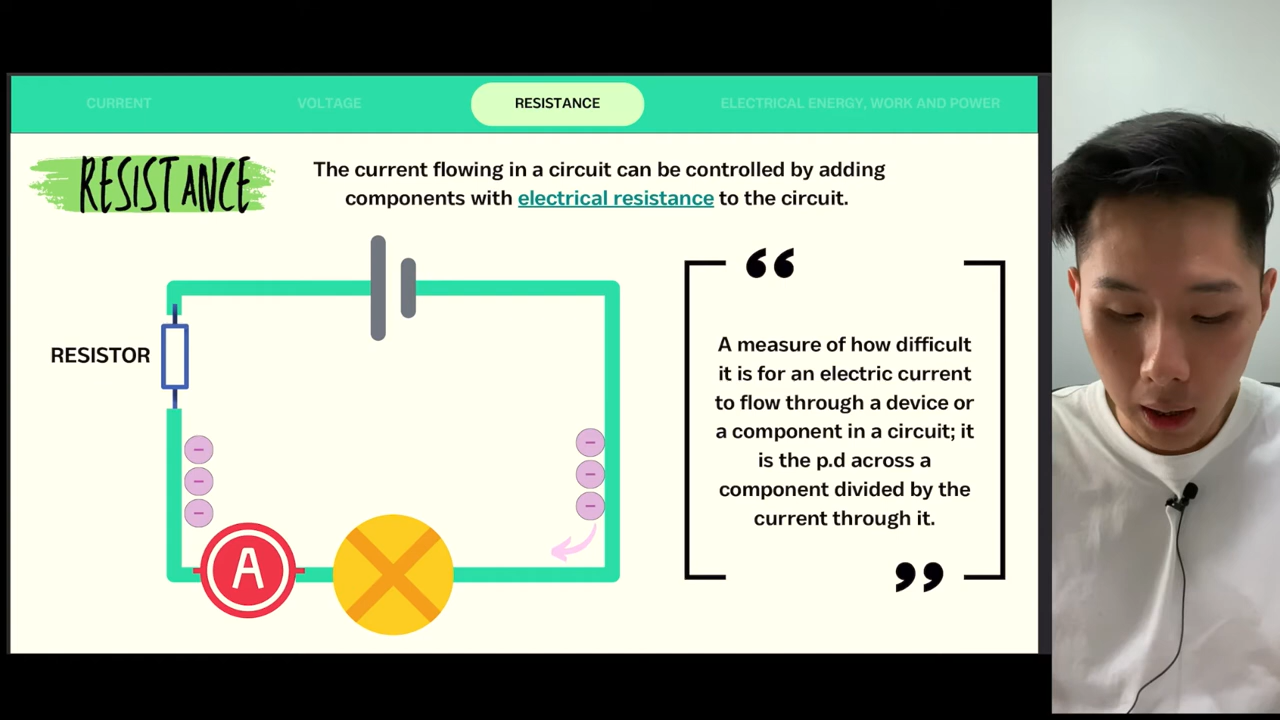 CURRENT
VOLTAGE
RESISTANCE
ELECTRICAL ENERGY, WORK AND POWER
RESISTANCE
The current flowing in a circuit can be controlled by adding
components with electrical resistance to the circuit.
RESISTOR
A
“
A measure of how difficult
it is for an electric current
to flow through a device or
a component in a circuit; it
is the p.d across a
component divided by the
current through it.
”